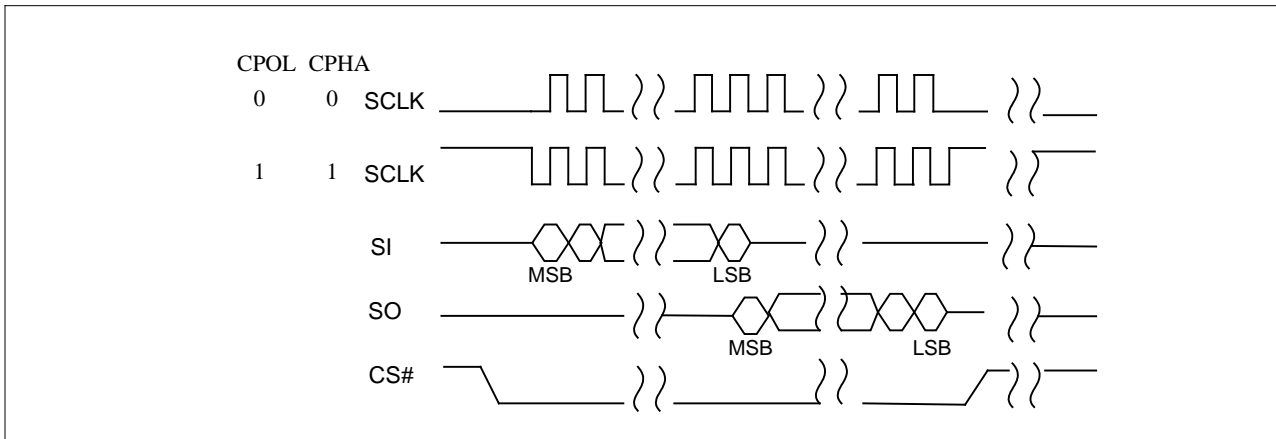 CPOL CPHA
0 0 SCLK
1 1 SCLK
SI
MSB LSB
SO
MSB LSB
CS#